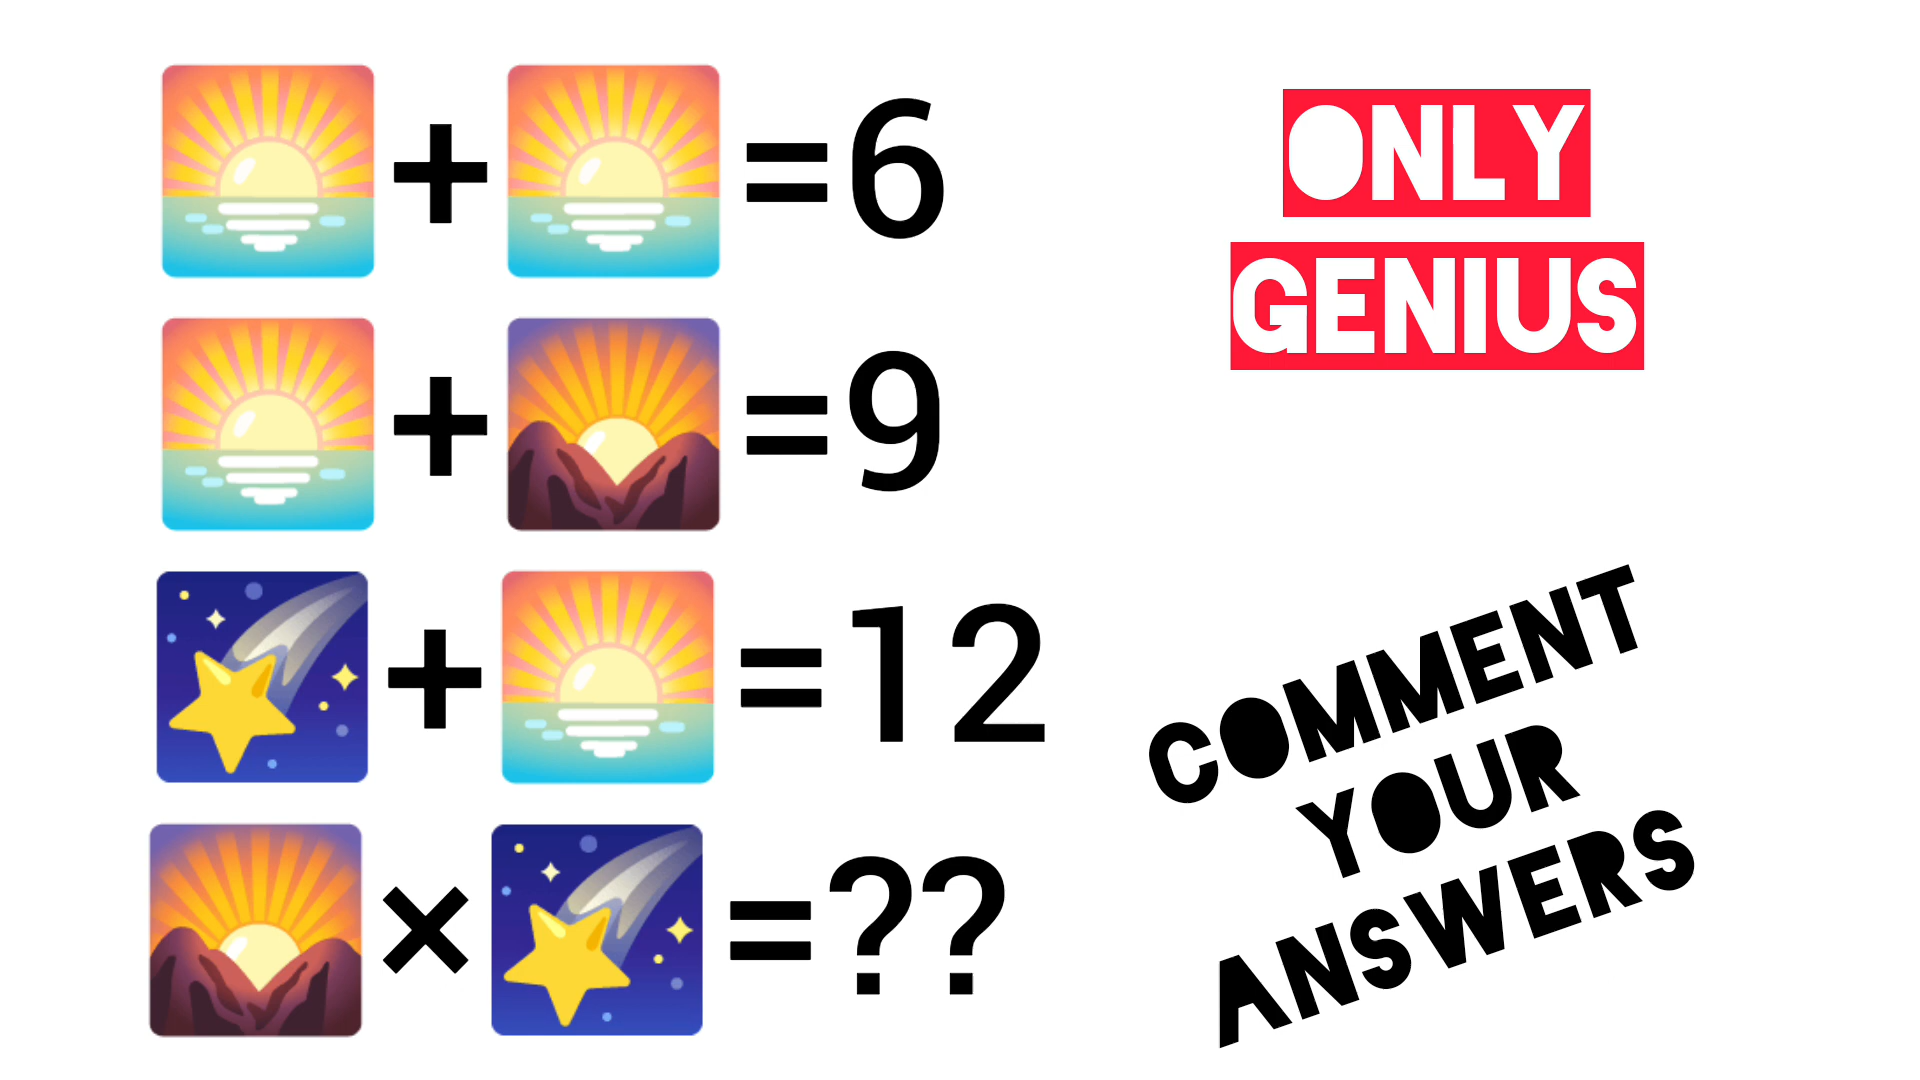 + =6
+ =9
+ =12
× =??
ONLY
GENIUS
COMMENT
YOUR
ANSWERS